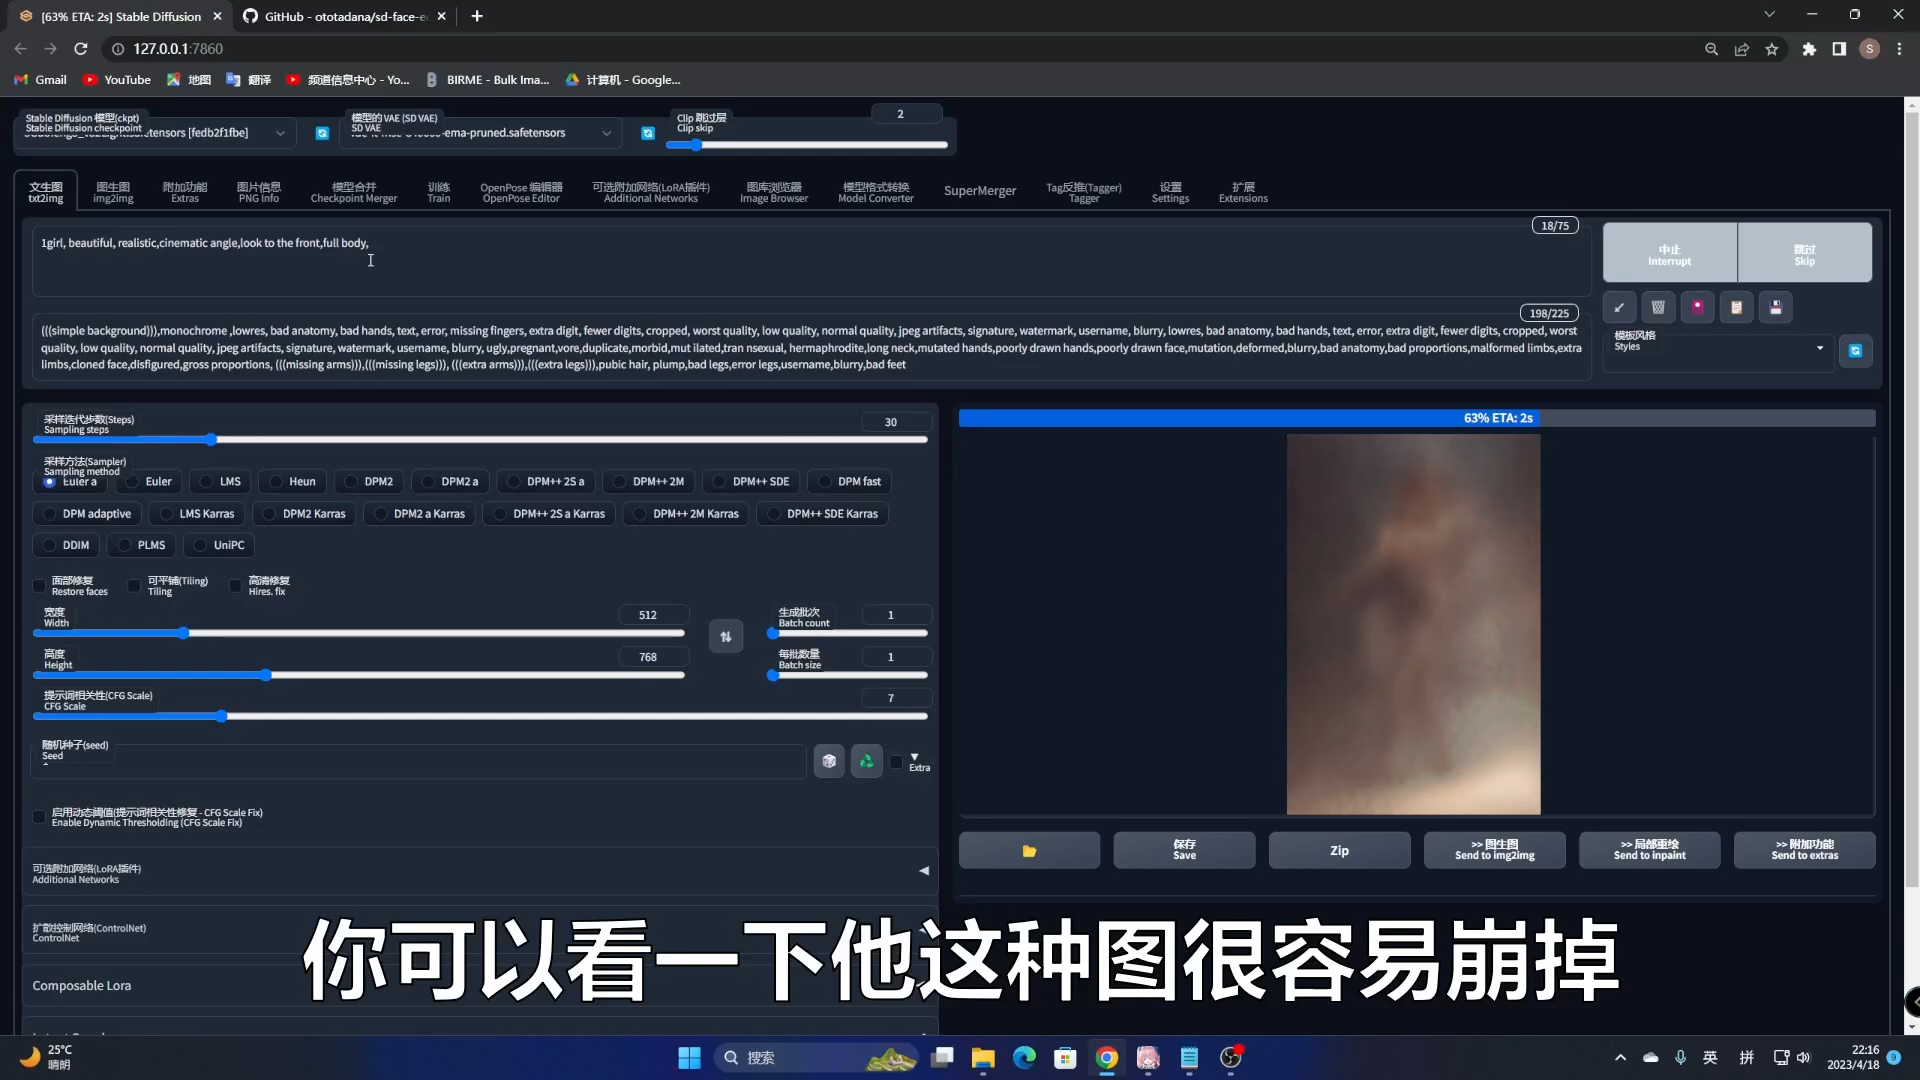 [63% ETA: 2s] Stable Diffusion
GitHub - ototadana/sd-face-e
127.0.0.1:7860
Gmail
YouTube
地图
翻译
频道信息中心 - Yo...
BIRME - Bulk Ima...
计算机 - Google...
Stable Diffusion 模型(ckpt)
Stable Diffusion checkpoint
.safetensors [fedb2f1fbe]
模型的 VAE (SD VAE)
SD VAE
-ema-pruned.safetensors
Clip 跳过层
Clip skip
2
文生图
txt2img
图生图
img2img
附加功能
Extras
图片信息
PNG Info
模型合并
Checkpoint Merger
训练
Train
OpenPose 编辑器
OpenPose Editor
可选附加网络(LoRA插件)
Additional Networks
图库浏览器
Image Browser
模型格式转换
Model Converter
SuperMerger
Tag反推(Tagger)
Tagger
设置
Settings
扩展
Extensions
18/75
1girl, beautiful, realistic,cinematic angle,look to the front,full body,
中止
Interrupt
跳过
Skip
198/225
(((simple background))),monochrome ,lowres, bad anatomy, bad hands, text, error, missing fingers, extra digit, fewer digits, cropped, worst quality, low quality, normal quality, jpeg artifacts, signature, watermark, username, blurry, lowres, bad anatomy, bad hands, text, error, extra digit, fewer digits, cropped, worst
quality, low quality, normal quality, jpeg artifacts, signature, watermark, username, blurry, ugly,pregnant,vore,duplicate,morbid,mut ilated,tran nsexual, hermaphrodite,long neck,mutated hands,poorly drawn hands,poorly drawn face,mutation,deformed,blurry,bad anatomy,bad proportions,malformed limbs,extra
limbs,cloned face,disfigured,gross proportions, (((missing arms))),(((missing legs))), (((extra arms))),(((extra legs))),pubic hair, plump,bad legs,error legs,username,blurry,bad feet
模板风格
Styles
采样迭代步数(Steps)
Sampling steps
30
采样方法(Sampler)
Sampling method
Euler a
Euler
LMS
Heun
DPM2
DPM2 a
DPM++ 2S a
DPM++ 2M
DPM++ SDE
DPM fast
DPM adaptive
LMS Karras
DPM2 Karras
DPM2 a Karras
DPM++ 2S a Karras
DPM++ 2M Karras
DPM++ SDE Karras
DDIM
PLMS
UniPC
面部修复
Restore faces
可平铺(Tiling)
Tiling
高清修复
Hires. fix
宽度
Width
512
生成批次
Batch count
1
高度
Height
768
每批数量
Batch size
1
提示词相关性(CFG Scale)
CFG Scale
7
随机种子(seed)
Seed
Extra
启用动态阈值(提示词相关性修复 - CFG Scale Fix)
Enable Dynamic Thresholding (CFG Scale Fix)
可选附加网络(LoRA插件)
Additional Networks
扩散控制网络(ControlNet)
ControlNet
Composable Lora
63% ETA: 2s
保存
Save
Zip
>> 图生图
Send to img2img
>> 局部重绘
Send to inpaint
>> 附加功能
Send to extras
你可以看一下他这种图很容易崩掉
25°C
晴朗
搜索
英
拼
22:16
2023/4/18
9